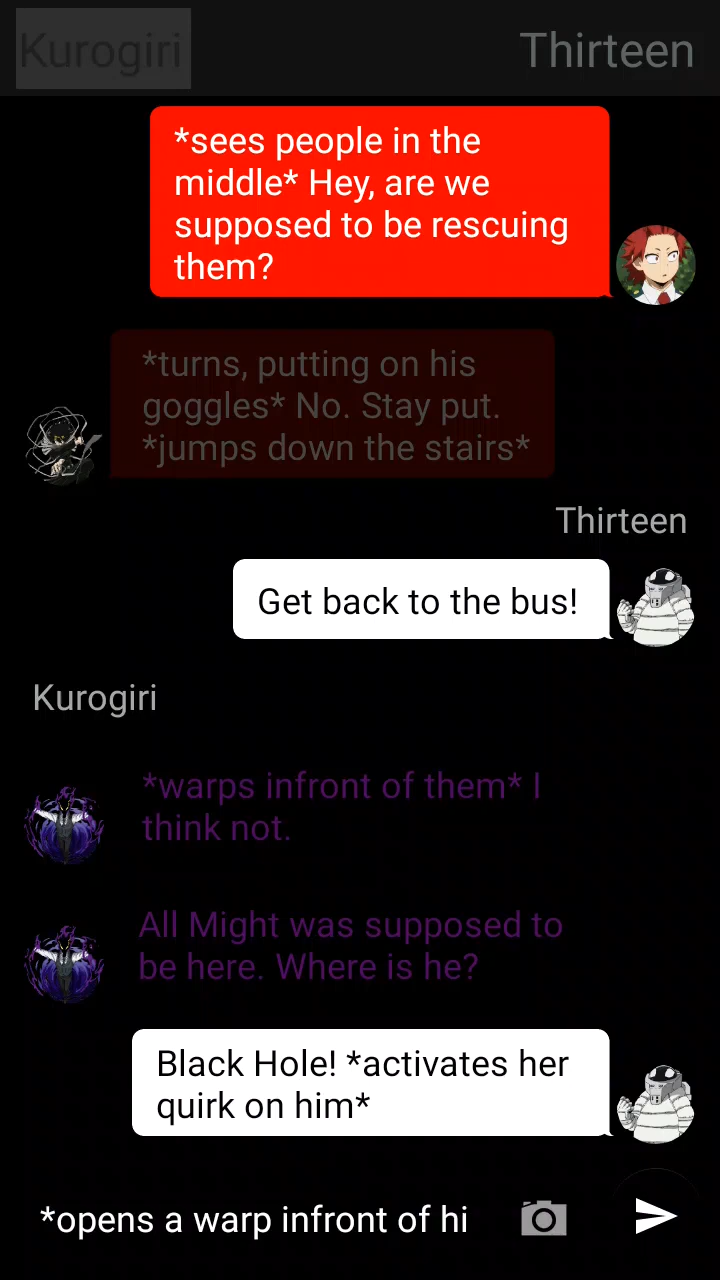 Kurogiri
Thirteen
*sees people in the
middle* Hey, are we
supposed to be rescuing
them?
*turns, putting on his
goggles* No. Stay put.
*jumps down the stairs*
Thirteen
Get back to the bus!
Kurogiri
*warps infront of them* I
think not.
All Might was supposed to
be here. Where is he?
Black Hole! *activates her
quirk on him*
*opens a warp infront of hi